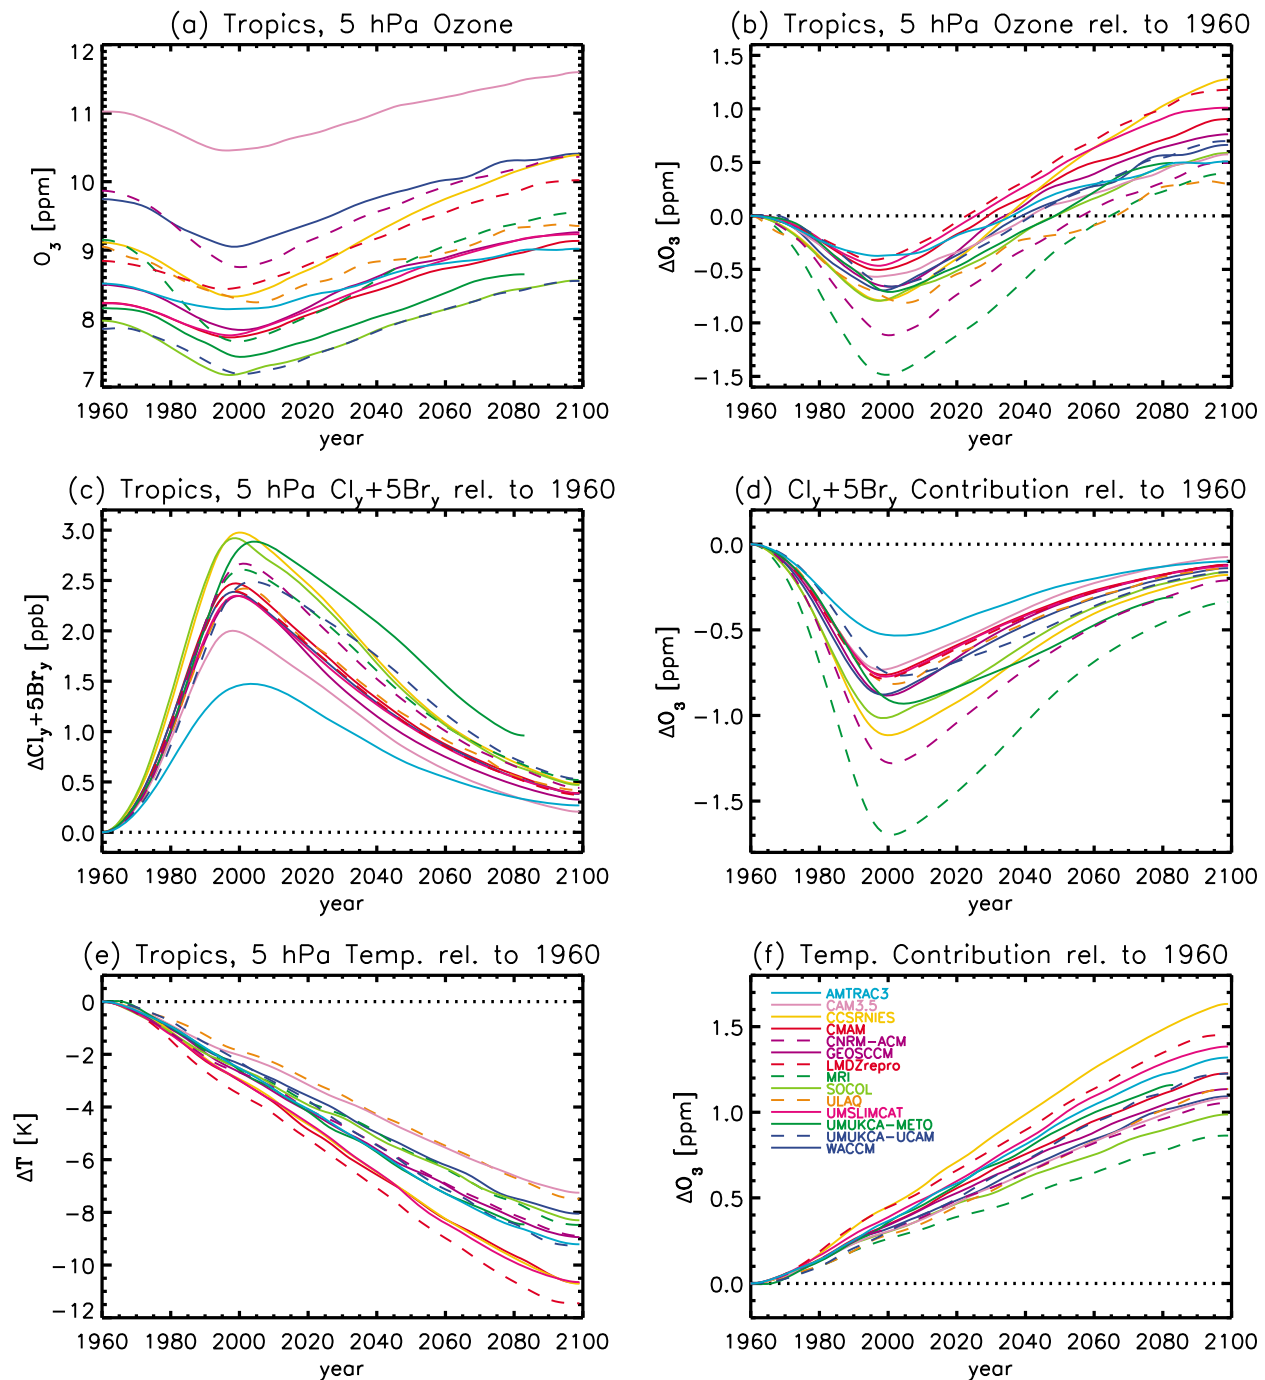 (a) Tropics, 5 hPa Ozone
12
11
10
9
8
7
O3 [ppm]
1960 1980 2000 2020 2040 2060 2080 2100
year
(b) Tropics, 5 hPa Ozone rel. to 1960
1.5
1.0
0.5
0.0
−0.5
−1.0
−1.5
ΔO3 [ppm]
1960 1980 2000 2020 2040 2060 2080 2100
year
(c) Tropics, 5 hPa Cly+5Bry rel. to 1960
3.0
2.5
2.0
1.5
1.0
0.5
0.0
ΔCly+5Bry [ppb]
1960 1980 2000 2020 2040 2060 2080 2100
year
(d) Cly+5Bry Contribution rel. to 1960
0.0
−0.5
−1.0
−1.5
ΔO3 [ppm]
1960 1980 2000 2020 2040 2060 2080 2100
year
(e) Tropics, 5 hPa Temp. rel. to 1960
0
−2
−4
−6
−8
−10
−12
ΔT [K]
1960 1980 2000 2020 2040 2060 2080 2100
year
(f) Temp. Contribution rel. to 1960
1.5
1.0
0.5
0.0
ΔO3 [ppm]
AMTRAC3
CAM3.5
CCSRNIES
CMAM
CNRM−ACM
GEOSCCM
LMDZrepro
MRI
SOCOL
ULAQ
UMSLIMCAT
UMUKCA−METO
UMUKCA−UCAM
WACCM
1960 1980 2000 2020 2040 2060 2080 2100
year